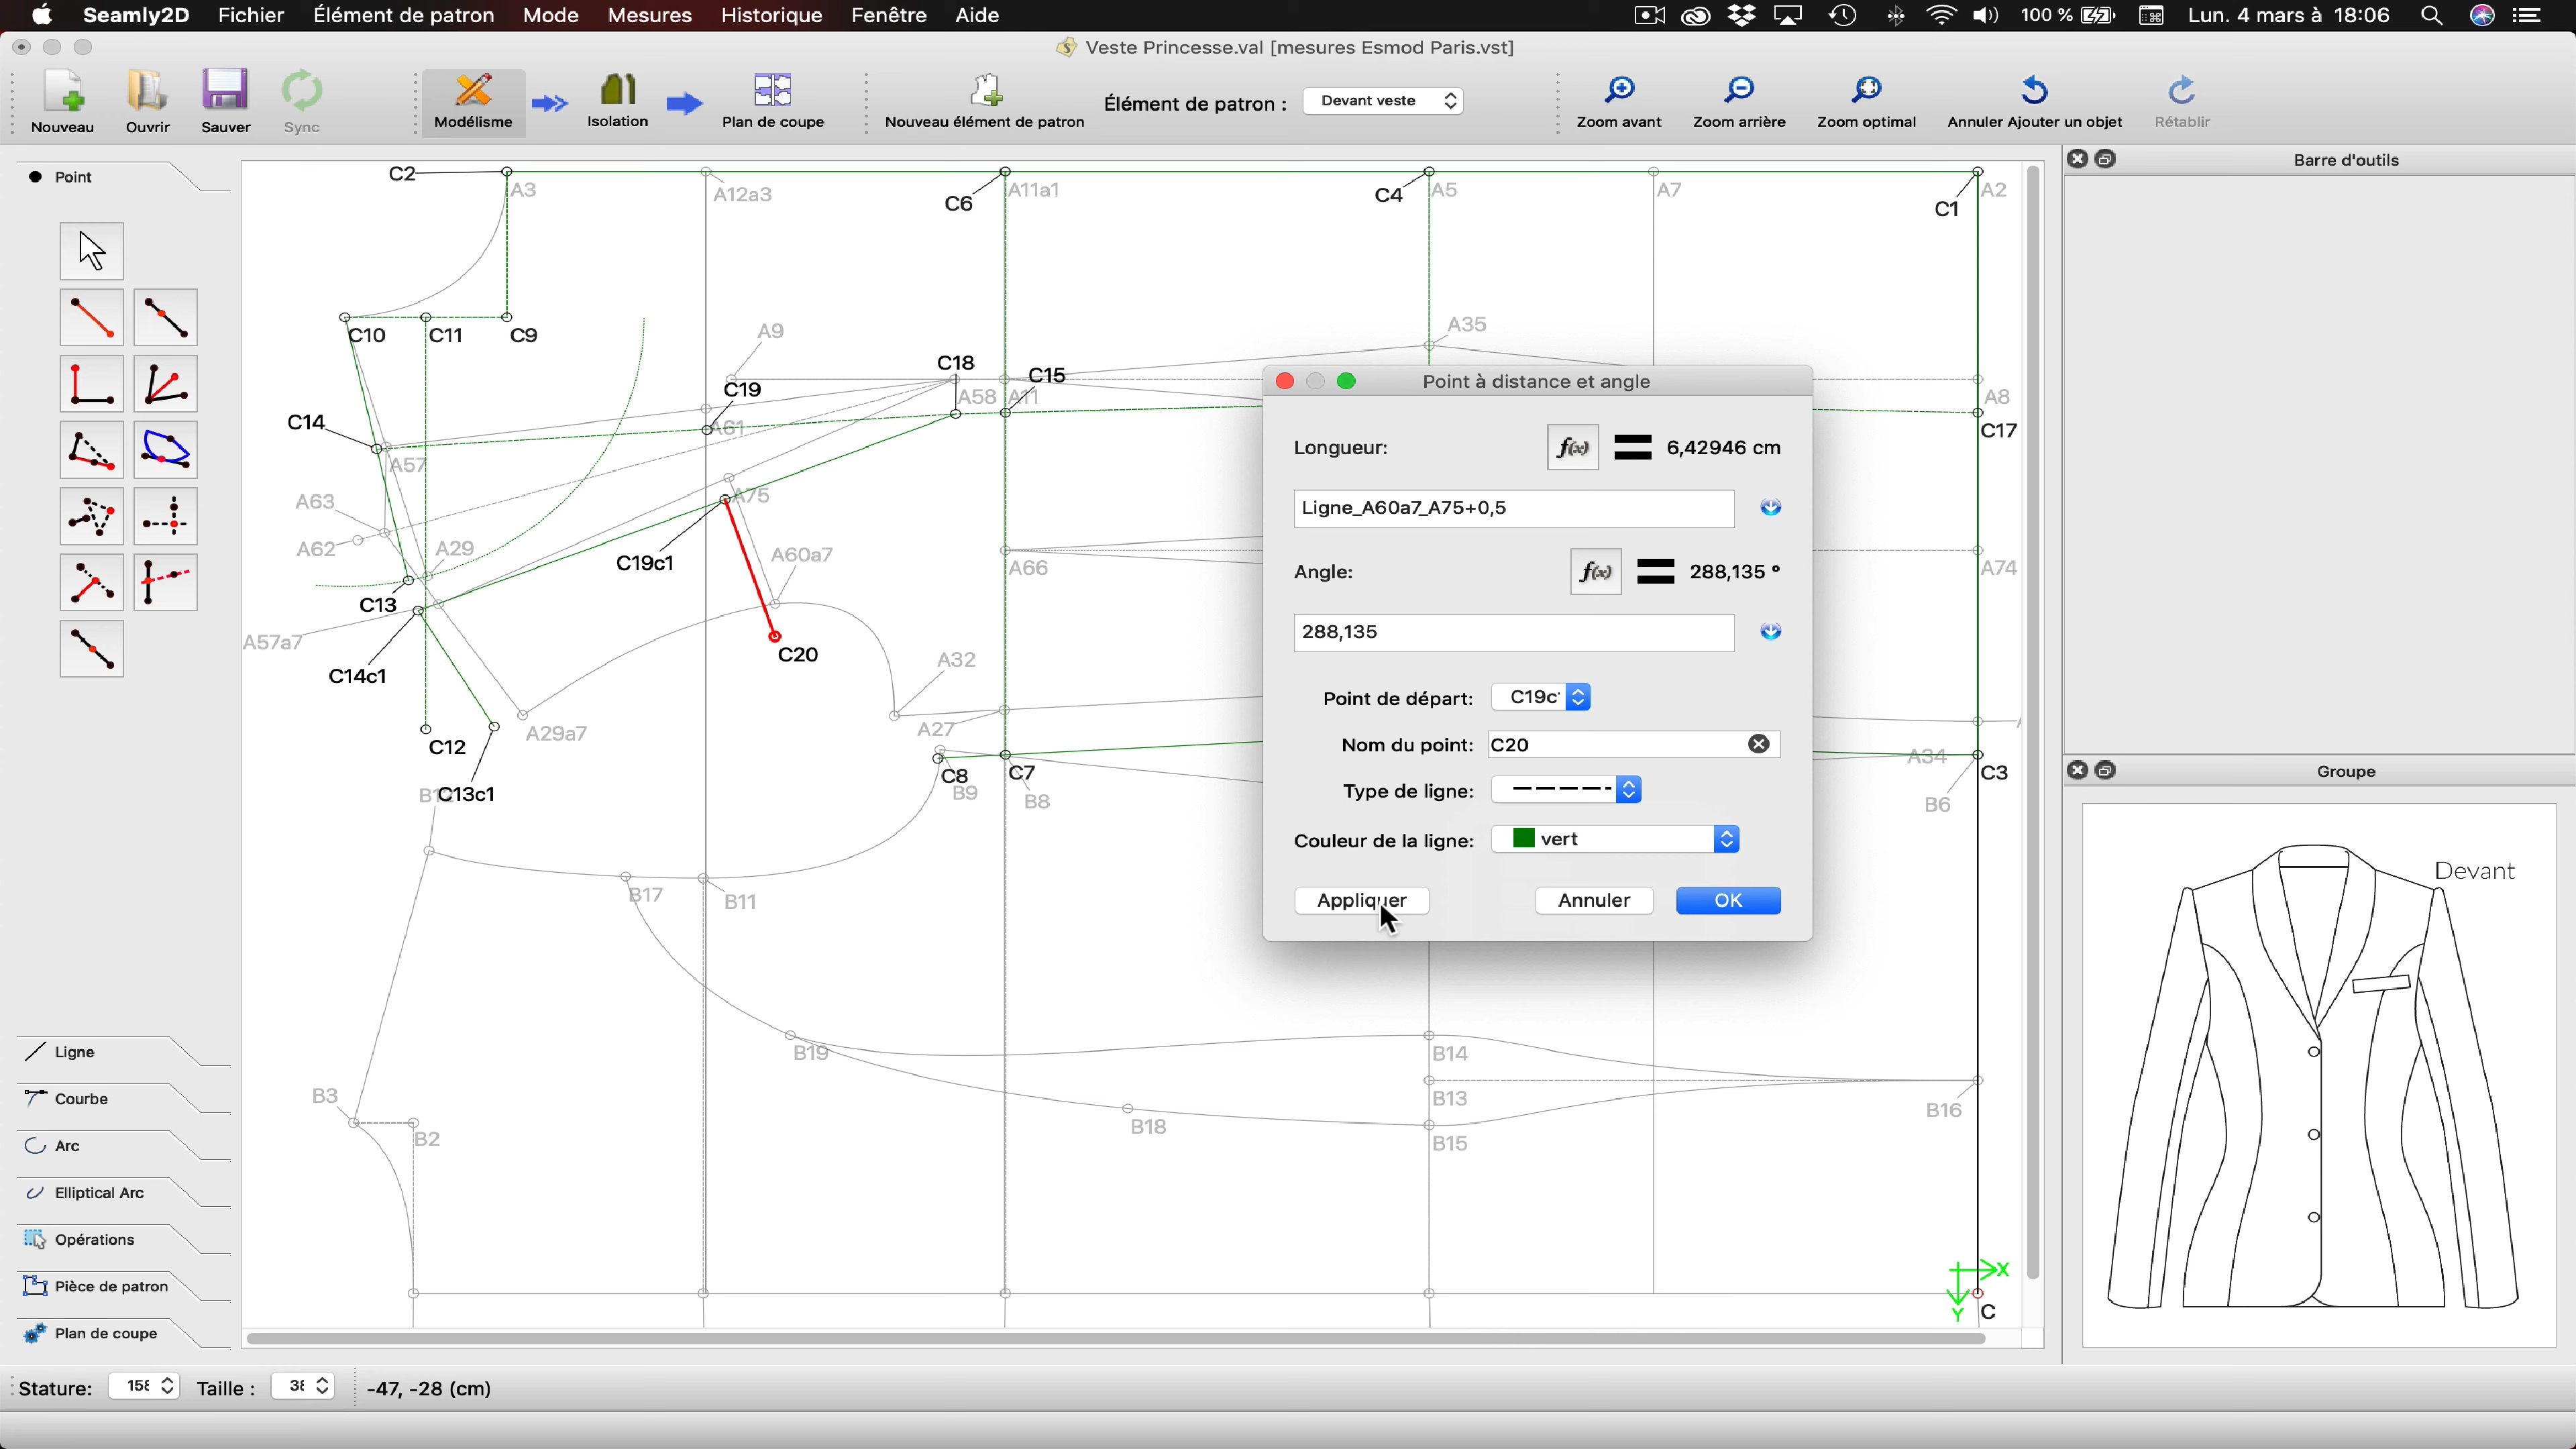 Seamly2D Fichier Élément de patron Mode Mesures Historique Fenêtre Aide 100 % Lun. 4 mars à 18:06
Veste Princesse.val [mesures Esmod Paris.vst]
Nouveau Ouvrir Sauver Sync Modélisme Isolation Plan de coupe Nouveau élément de patron Élément de patron : Devant veste Zoom avant Zoom arrière Zoom optimal Annuler Ajouter un objet Rétablir
Point
Ligne
Courbe
Arc
Elliptical Arc
Opérations
Pièce de patron
Plan de coupe
C2 A3 A12a3 C6 A11a1 C4 A5 A7 C1 A2
C10 C11 C9 A9 A35
C18 C15 C19 A58 A11 A8
C14 A61 C17
A57 A75
A63 A62 A29 C19c1 A60a7 A66 A74
C13 A57a7 C20 A32
C14c1 A29a7 A27
C12 C8 C7 A34 C3
C13c1 B9 B8 B6
B17 B11
B19 B14
B3 B13 B16
B2 B18 B15
X
Y
C
Point à distance et angle
Longueur: f(x) 6,42946 cm
Ligne_A60a7_A75+0,5
Angle: f(x) 288,135 °
288,135
Point de départ: C19c1
Nom du point: C20
Type de ligne:
Couleur de la ligne: vert
Appliquer Annuler OK
Barre d'outils
Groupe
Devant
Stature: 158 Taille : 38 -47, -28 (cm)